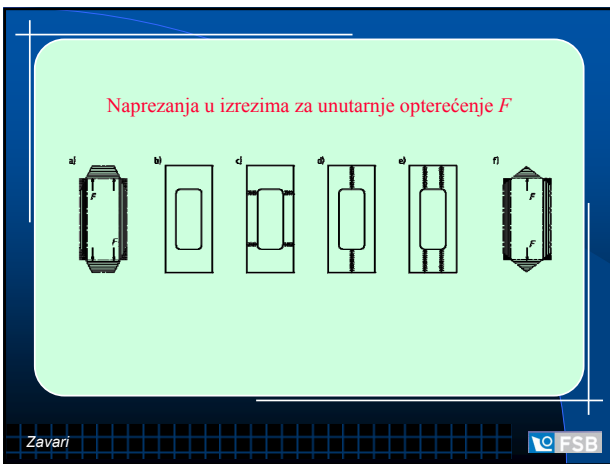 Naprezanja u izrezima za unutarnje opterećenje F
a) b) c) d) e) f)
F F
F F
Zavari FSB